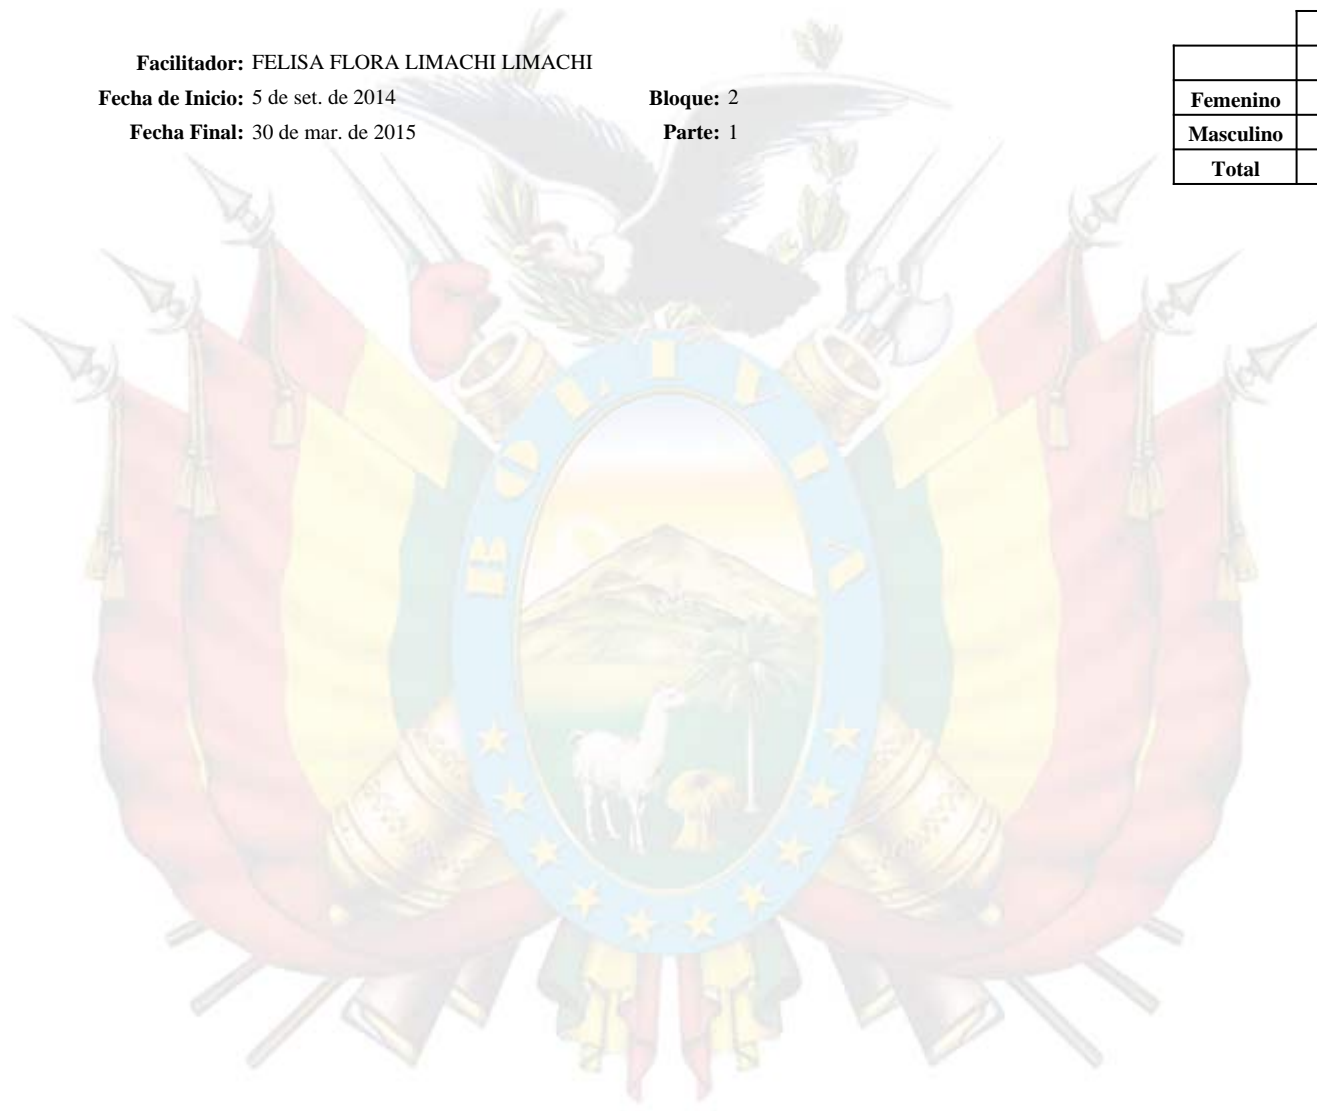 Facilitador: FELISA FLORA LIMACHI LIMACHI
Fecha de Inicio: 5 de set. de 2014 Bloque: 2
Fecha Final: 30 de mar. de 2015 Parte: 1
Femenino
Masculino
Total
BOLIVIA